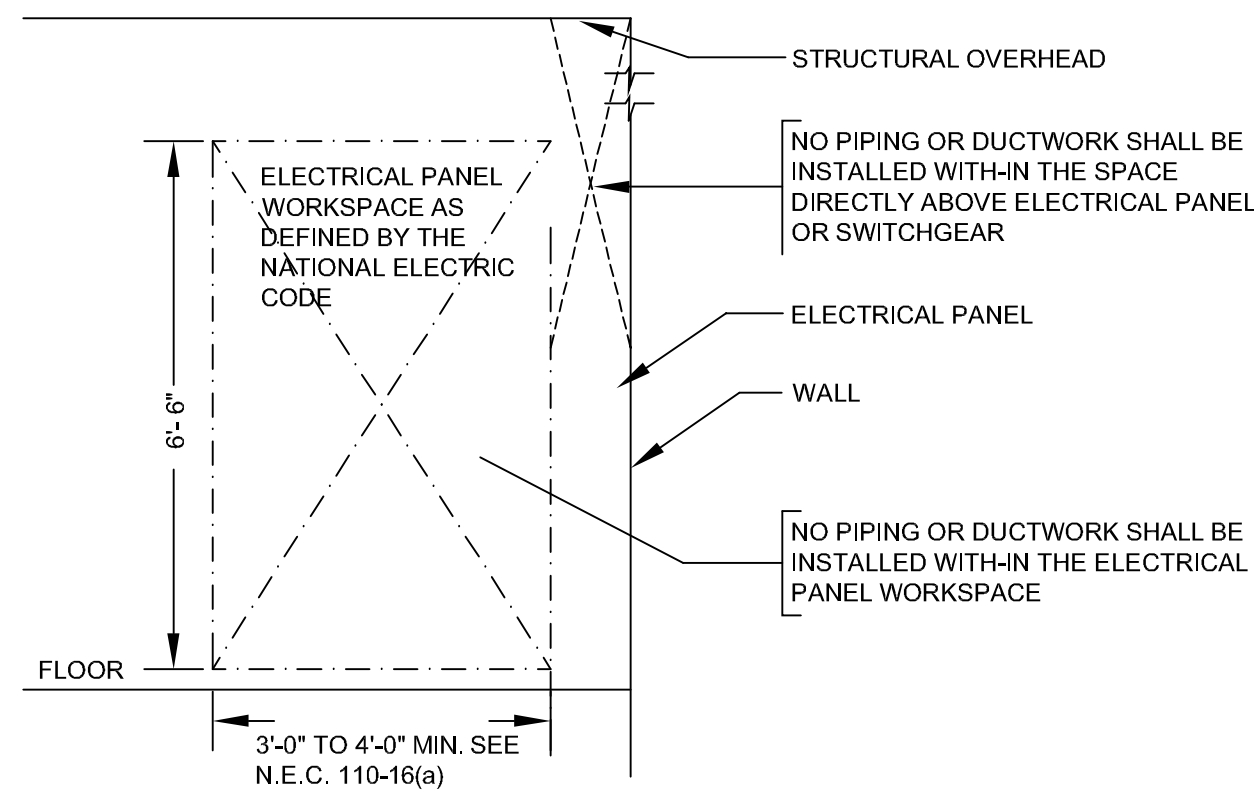 STRUCTURAL OVERHEAD
NO PIPING OR DUCTWORK SHALL BE
INSTALLED WITH-IN THE SPACE
DIRECTLY ABOVE ELECTRICAL PANEL
OR SWITCHGEAR
ELECTRICAL PANEL
WORKSPACE AS
DEFINED BY THE
NATIONAL ELECTRIC
CODE
ELECTRICAL PANEL
WALL
6'- 6"
NO PIPING OR DUCTWORK SHALL BE
INSTALLED WITH-IN THE ELECTRICAL
PANEL WORKSPACE
FLOOR
3'-0" TO 4'-0" MIN. SEE
N.E.C. 110-16(a)